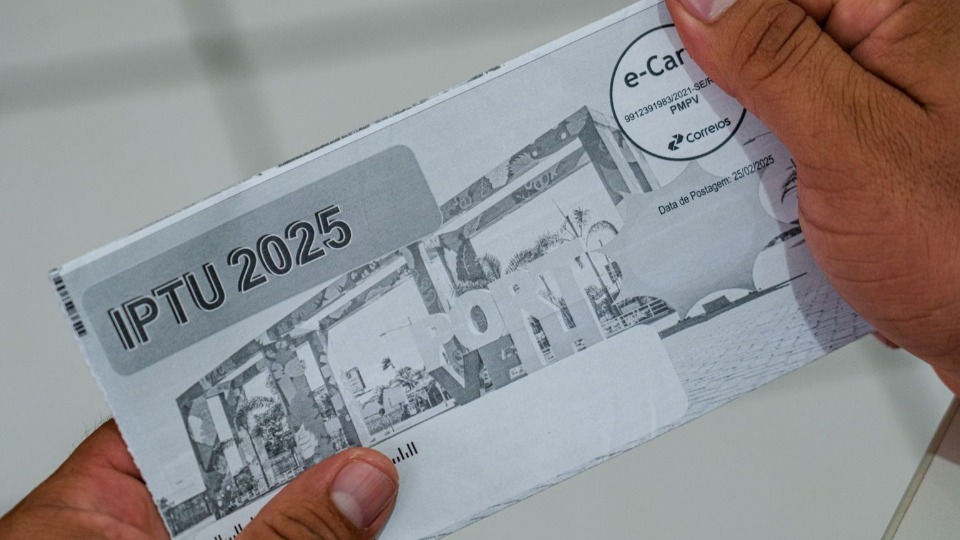 IPTU 2025
e-Car
9912391983/2021-SE/R
PMPV
Correios
Data de Postagem: 25/02/2025
PORTO
V